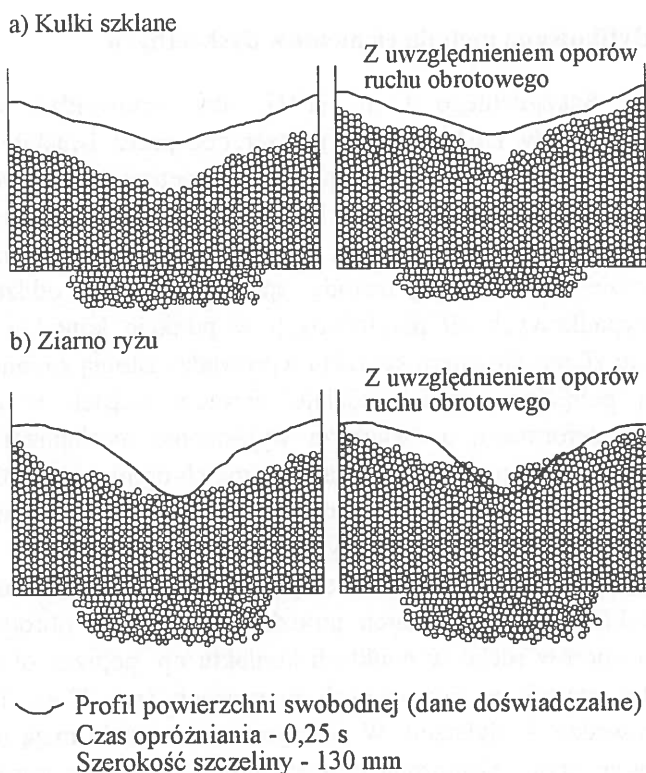 a) Kulki szklane
Z uwzględnieniem oporów
ruchu obrotowego
b) Ziarno ryżu
Z uwzględnieniem oporów
ruchu obrotowego
Profil powierzchni swobodnej (dane doświadczalne)
Czas opróżniania - 0,25 s
Szerokość szczeliny - 130 mm